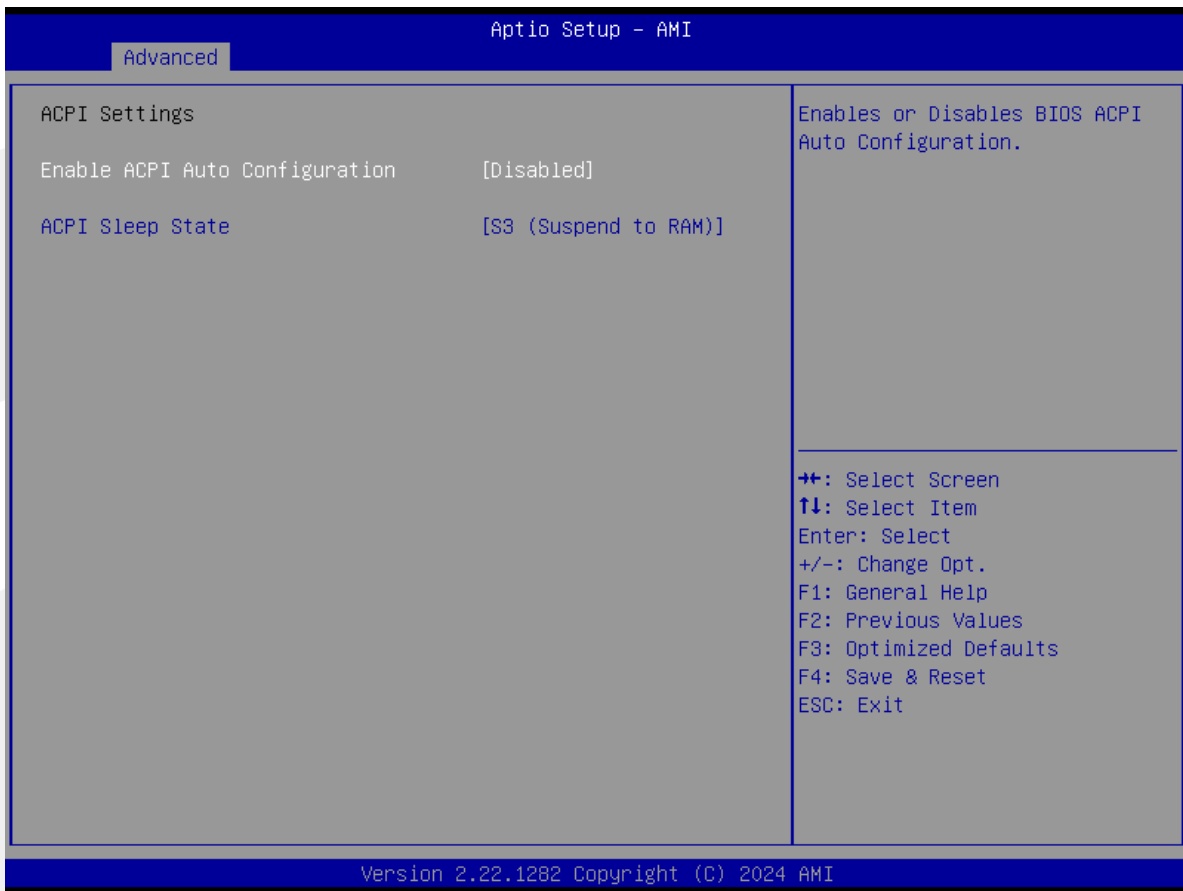 Aptio Setup – AMI
Advanced
ACPI Settings
Enable ACPI Auto Configuration [Disabled]
ACPI Sleep State [S3 (Suspend to RAM)]
Enables or Disables BIOS ACPI
Auto Configuration.
→←: Select Screen
↑↓: Select Item
Enter: Select
+/-: Change Opt.
F1: General Help
F2: Previous Values
F3: Optimized Defaults
F4: Save & Reset
ESC: Exit
Version 2.22.1282 Copyright (C) 2024 AMI